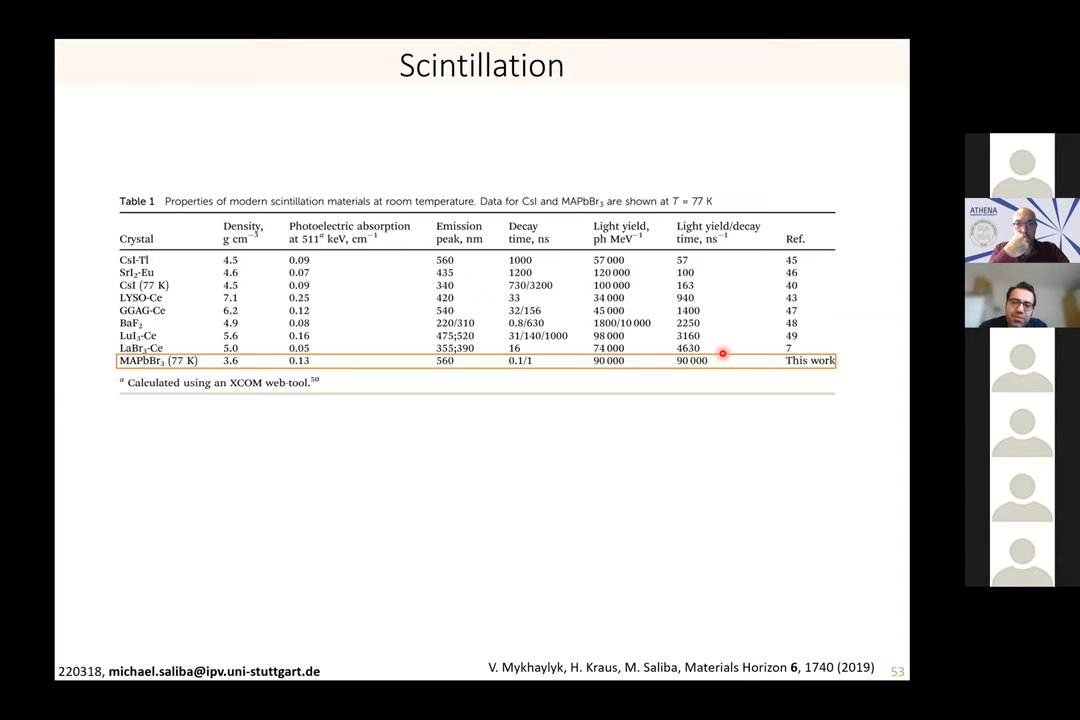 Scintillation
Table 1 Properties of modern scintillation materials at room temperature. Data for CsI and MAPbBr₃ are shown at T = 77 K
Crystal Density, g cm⁻³ Photoelectric absorption at 511ᵃ keV, cm⁻¹ Emission peak, nm Decay time, ns Light yield, ph MeV⁻¹ Light yield/decay time, ns⁻¹ Ref.
CsI-Tl 4.5 0.09 560 1000 57 000 57 45
SrI₂-Eu 4.6 0.07 435 1200 120 000 100 46
CsI (77 K) 4.5 0.09 340 730/3200 100 000 163 40
LYSO-Ce 7.1 0.25 420 33 34 000 940 43
GGAG-Ce 6.2 0.12 540 32/156 45 000 1400 47
BaF₂ 4.9 0.08 220/310 0.8/630 1800/10 000 2250 48
LuI₃-Ce 5.6 0.16 475;520 31/140/1000 98 000 3160 49
LaBr₃-Ce 5.0 0.05 355;390 16 74 000 4630 7
MAPbBr₃ (77 K) 3.6 0.13 560 0.1/1 90 000 90 000 This work
ᵃ Calculated using an XCOM web-tool.⁵⁰
220318, michael.saliba@ipv.uni-stuttgart.de
V. Mykhaylyk, H. Kraus, M. Saliba, Materials Horizon 6, 1740 (2019)
53
ATHENA